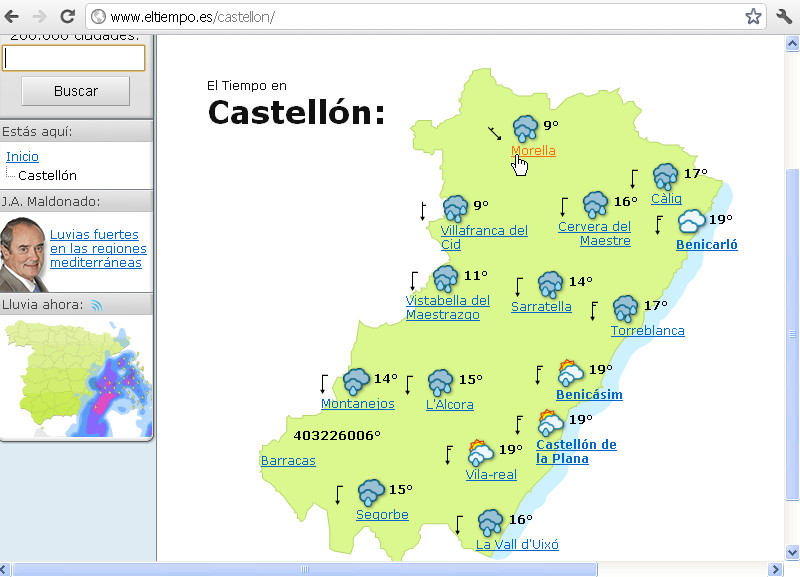 www.eltiempo.es/castellon/
200.000 ciudades:
Buscar
Estás aquí:
Inicio
Castellón
J.A. Maldonado:
Luvias fuertes
en las regiones
mediterráneas
Lluvia ahora:
El Tiempo en
Castellón:
9°
Morella
17°
Càlig
9°
Villafranca del
Cid
16°
Cervera del
Maestre
19°
Benicarló
11°
Vistabella del
Maestrazgo
14°
Sarratella
17°
Torreblanca
14°
Montanejos
15°
L'Alcora
19°
Benicásim
403226006°
Barracas
19°
Castellón de
la Plana
19°
Vila-real
15°
Segorbe
16°
La Vall d'Uixó